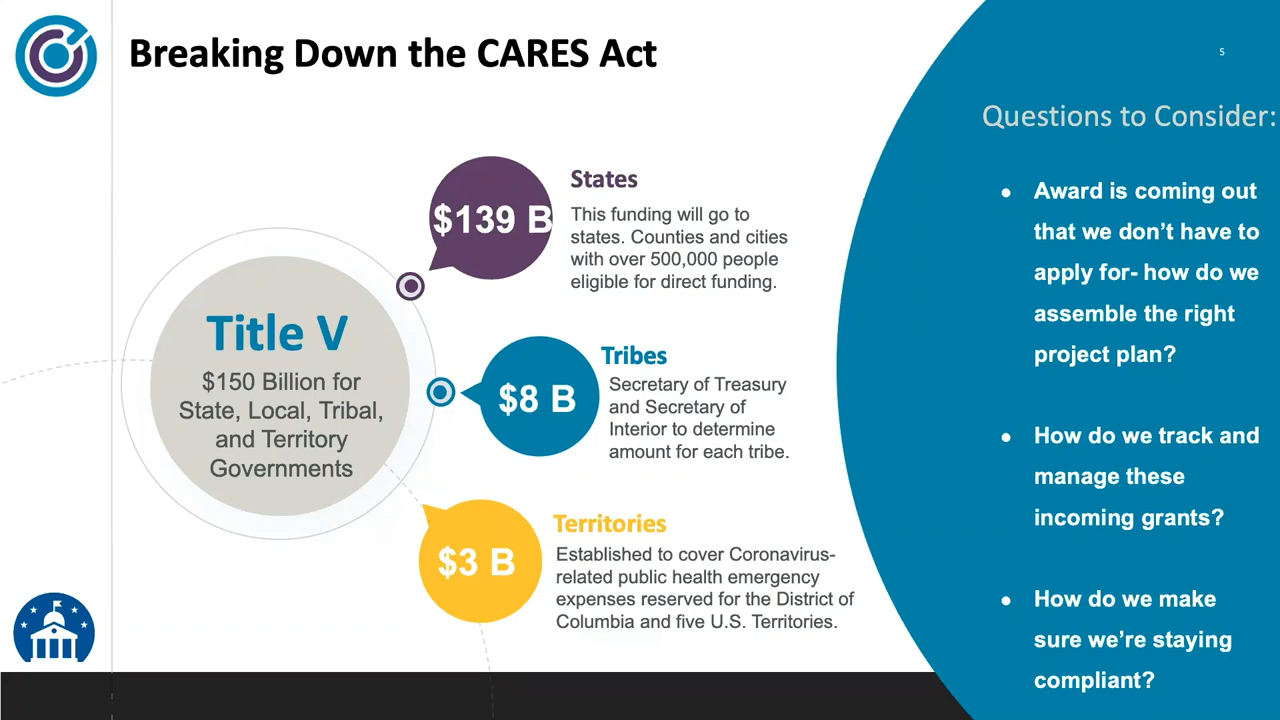 Breaking Down the CARES Act
5
Title V
$150 Billion for
State, Local, Tribal,
and Territory
Governments
$139 B
States
This funding will go to
states. Counties and cities
with over 500,000 people
eligible for direct funding.
$8 B
Tribes
Secretary of Treasury
and Secretary of
Interior to determine
amount for each tribe.
$3 B
Territories
Established to cover Coronavirus-
related public health emergency
expenses reserved for the District of
Columbia and five U.S. Territories.
Questions to Consider:
● Award is coming out
that we don’t have to
apply for- how do we
assemble the right
project plan?
● How do we track and
manage these
incoming grants?
● How do we make
sure we’re staying
compliant?